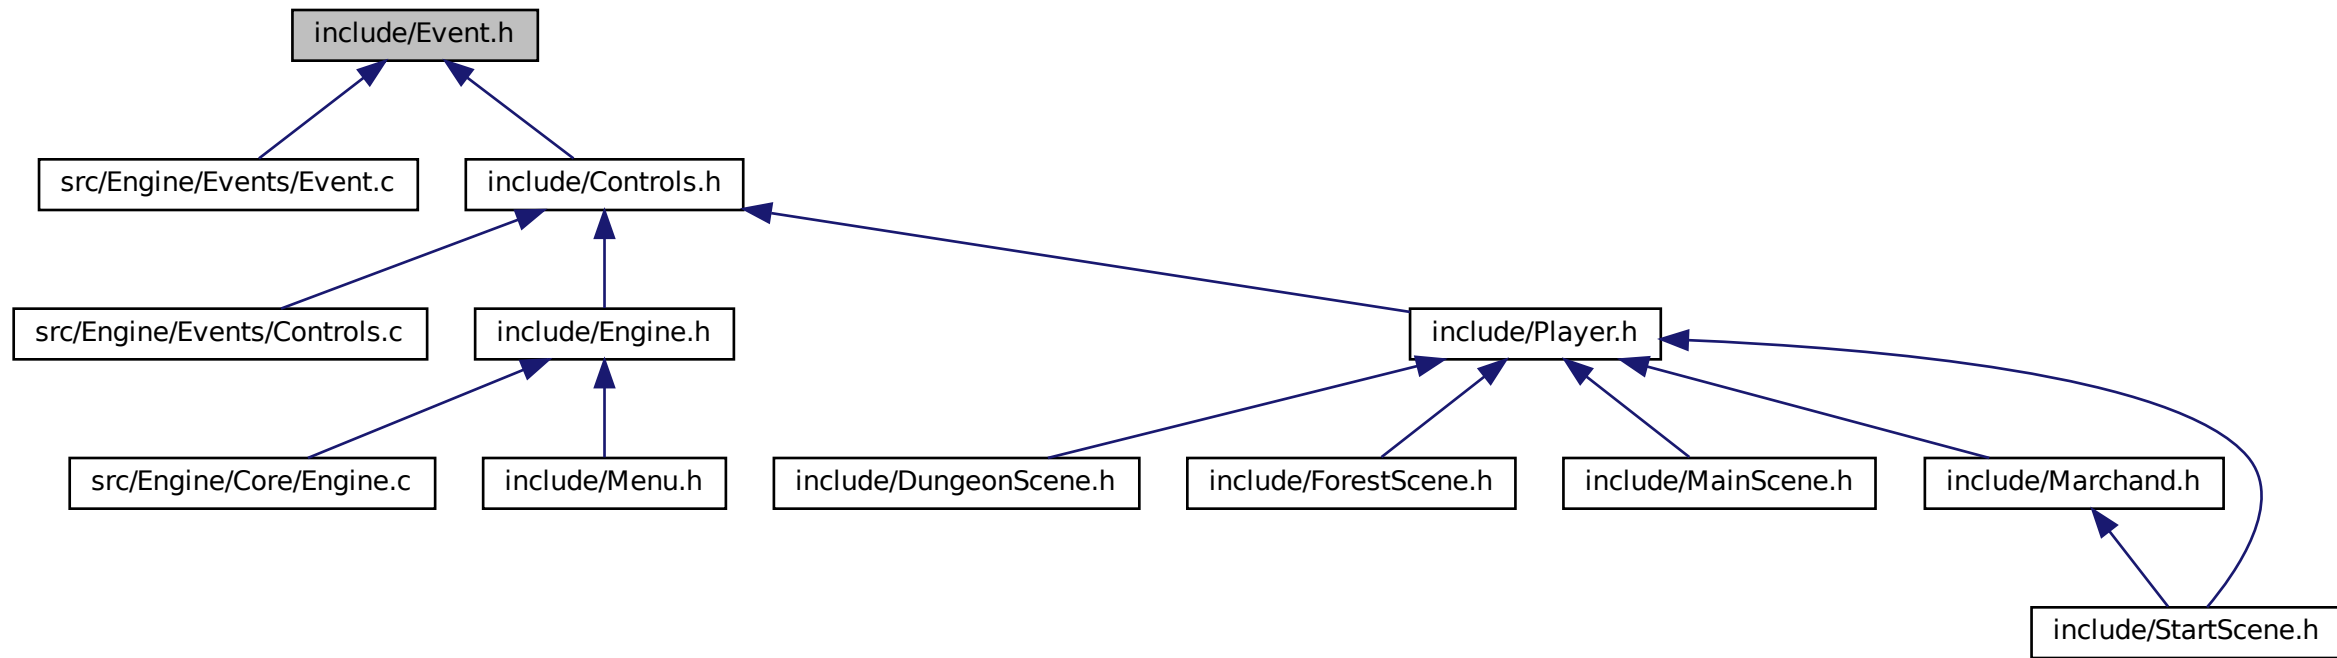 include/Event.h
src/Engine/Events/Event.c
include/Controls.h
src/Engine/Events/Controls.c
include/Engine.h
include/Player.h
src/Engine/Core/Engine.c
include/Menu.h
include/DungeonScene.h
include/ForestScene.h
include/MainScene.h
include/Marchand.h
include/StartScene.h